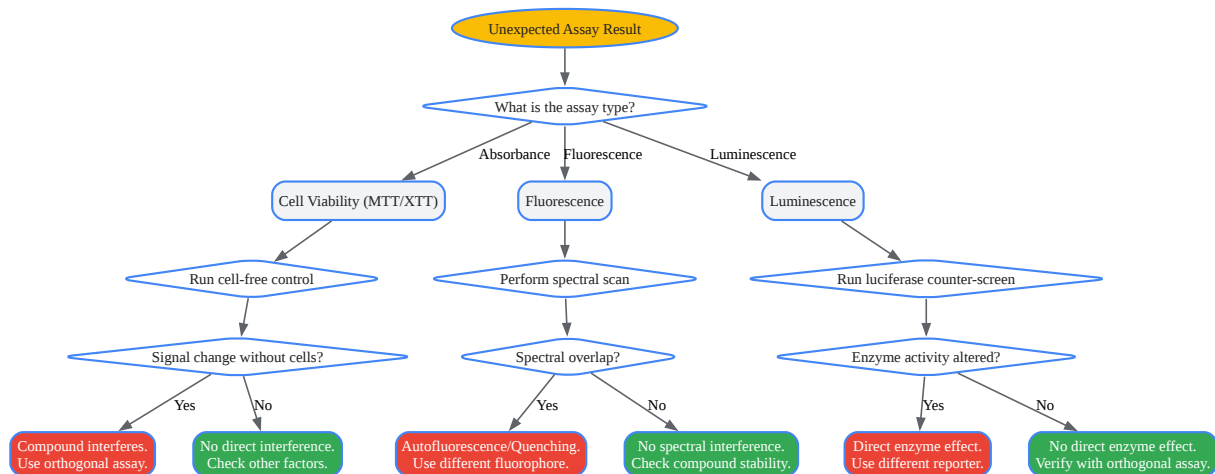 Unexpected Assay Result
What is the assay type?
Absorbance
Fluorescence
Luminescence
Cell Viability (MTT/XTT)
Fluorescence
Luminescence
Run cell-free control
Perform spectral scan
Run luciferase counter-screen
Signal change without cells?
Spectral overlap?
Enzyme activity altered?
Yes
No
Yes
No
Yes
No
Compound interferes.
Use orthogonal assay.
No direct interference.
Check other factors.
Autofluorescence/Quenching.
Use different fluorophore.
No spectral interference.
Check compound stability.
Direct enzyme effect.
Use different reporter.
No direct enzyme effect.
Verify with orthogonal assay.